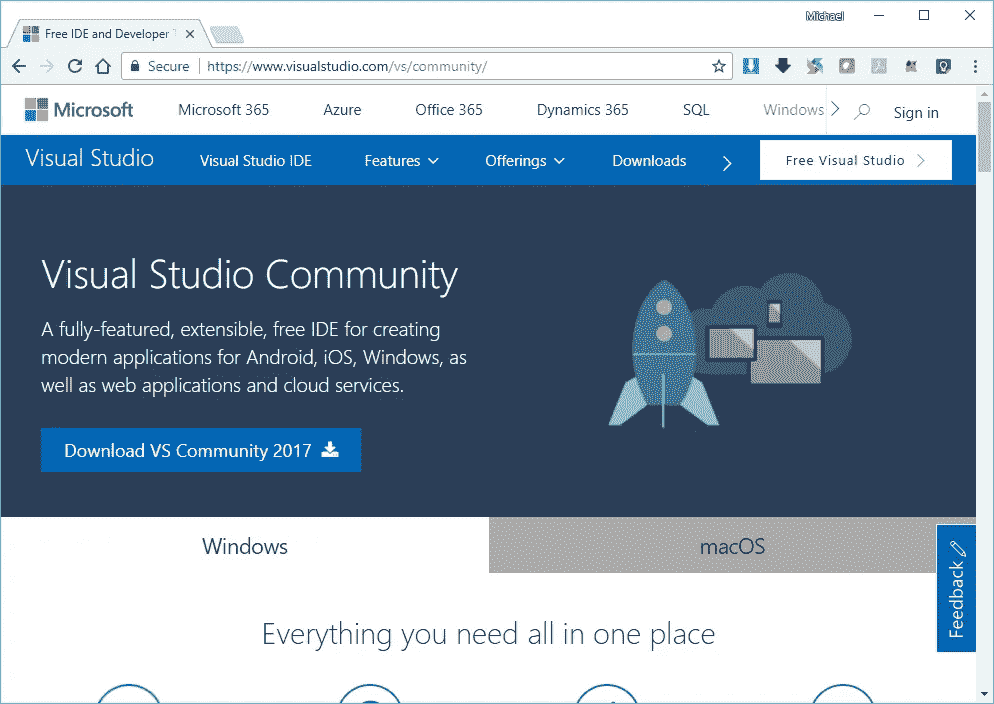 Michael
Free IDE and Developer
Secure https://www.visualstudio.com/vs/community/
Microsoft Microsoft 365 Azure Office 365 Dynamics 365 SQL Windows Sign in
Visual Studio Visual Studio IDE Features Offerings Downloads Free Visual Studio
Visual Studio Community
A fully-featured, extensible, free IDE for creating
modern applications for Android, iOS, Windows, as
well as web applications and cloud services.
Download VS Community 2017
Windows macOS
Feedback
Everything you need all in one place